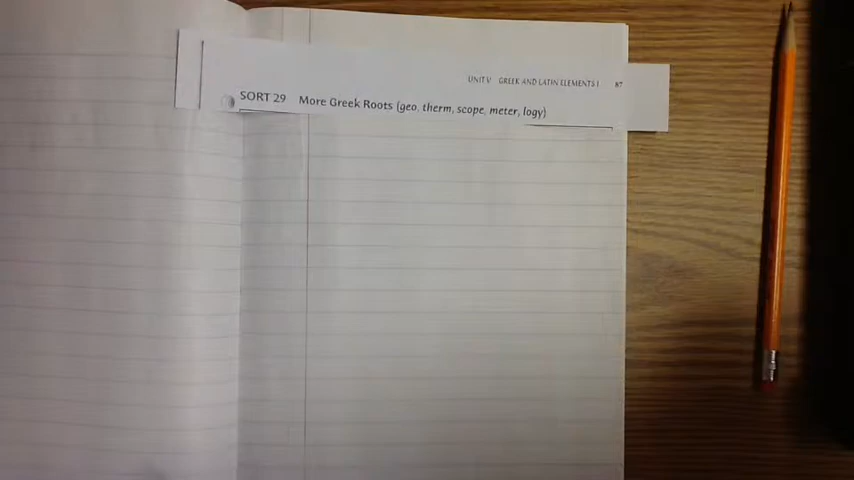 UNIT V GREEK AND LATIN ELEMENTS I 87
SORT 29 More Greek Roots (geo, therm, scope, meter, logy)